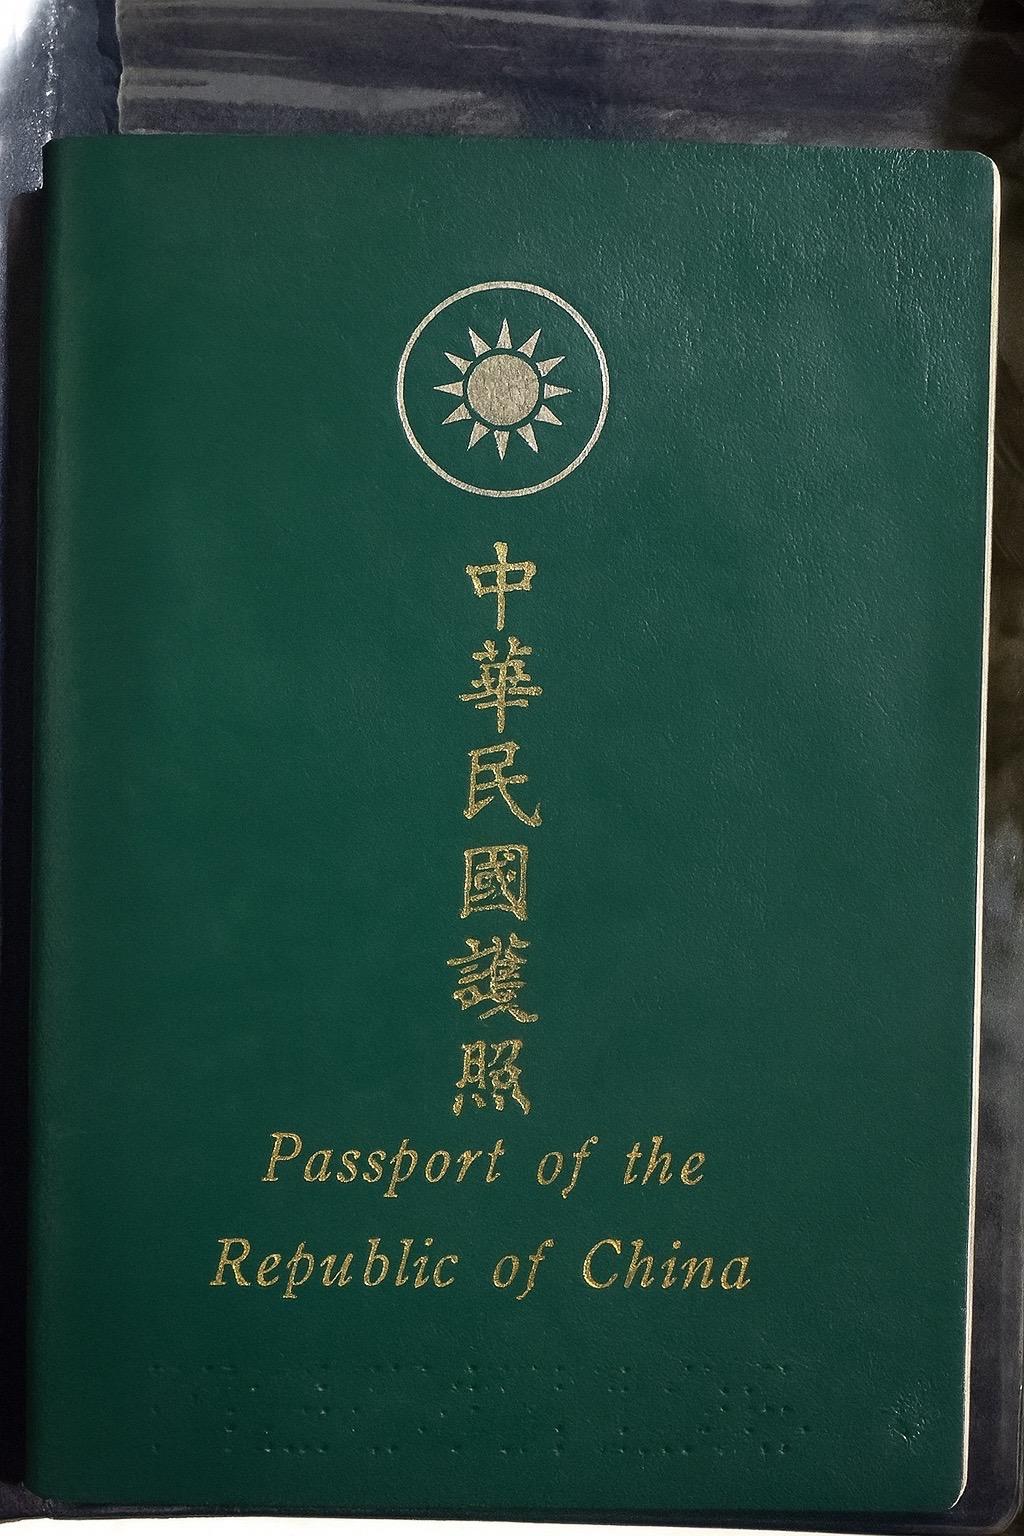 中華民國護照
Passport of the
Republic of China